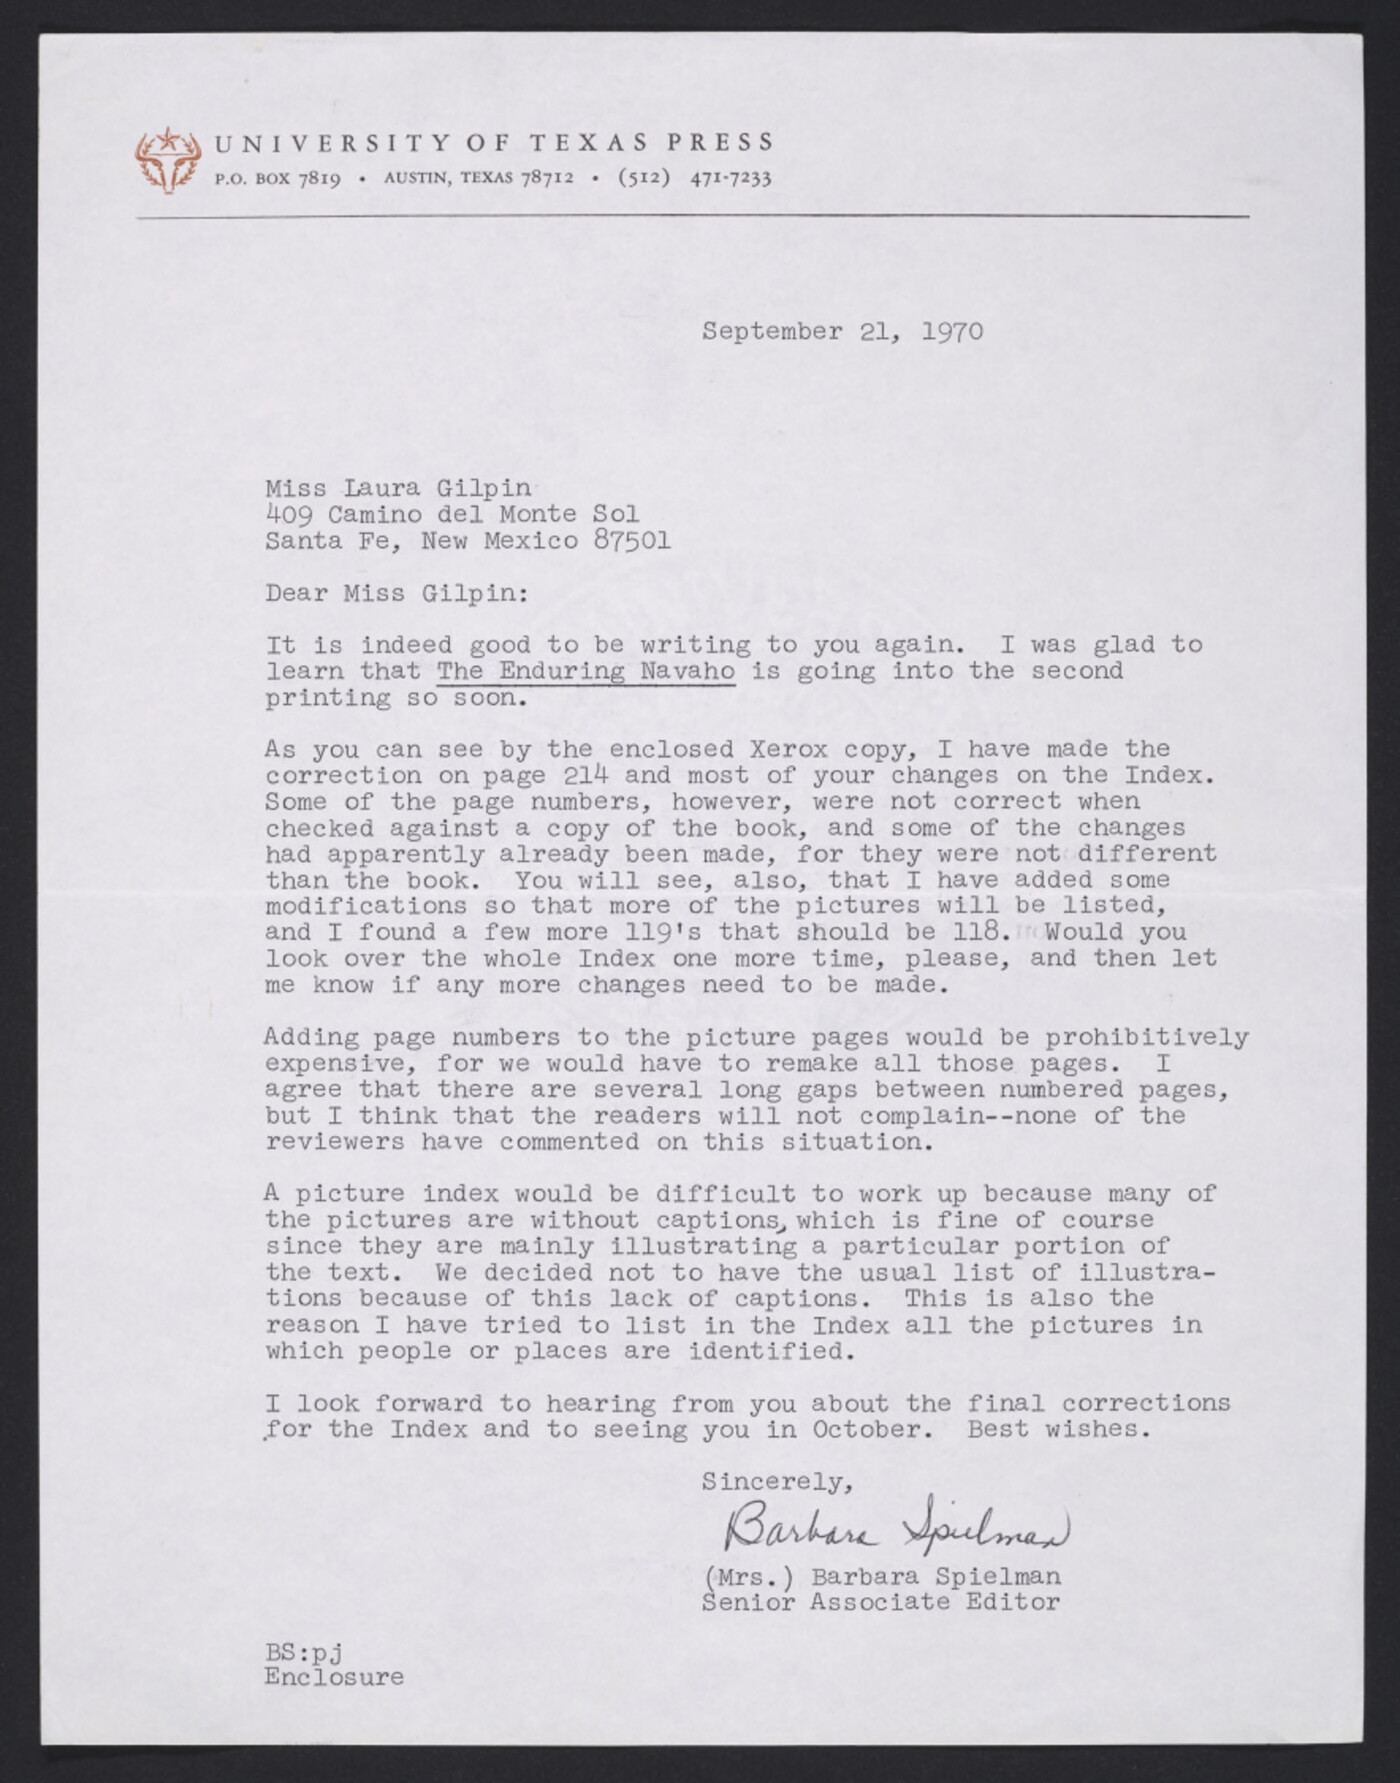 UNIVERSITY OF TEXAS PRESS
P.O. BOX 7819 • AUSTIN, TEXAS 78712 • (512) 471-7233
September 21, 1970
Miss Laura Gilpin
409 Camino del Monte Sol
Santa Fe, New Mexico 87501
Dear Miss Gilpin:
It is indeed good to be writing to you again.  I was glad to
learn that The Enduring Navaho is going into the second
printing so soon.
As you can see by the enclosed Xerox copy, I have made the
correction on page 214 and most of your changes on the Index.
Some of the page numbers, however, were not correct when
checked against a copy of the book, and some of the changes
had apparently already been made, for they were not different
than the book.  You will see, also, that I have added some
modifications so that more of the pictures will be listed,
and I found a few more 119's that should be 118.  Would you
look over the whole Index one more time, please, and then let
me know if any more changes need to be made.
Adding page numbers to the picture pages would be prohibitively
expensive, for we would have to remake all those pages.  I
agree that there are several long gaps between numbered pages,
but I think that the readers will not complain--none of the
reviewers have commented on this situation.
A picture index would be difficult to work up because many of
the pictures are without captions, which is fine of course
since they are mainly illustrating a particular portion of
the text.  We decided not to have the usual list of illustra-
tions because of this lack of captions.  This is also the
reason I have tried to list in the Index all the pictures in
which people or places are identified.
I look forward to hearing from you about the final corrections
for the Index and to seeing you in October.  Best wishes.
Sincerely,
Barbara Spielman
(Mrs.) Barbara Spielman
Senior Associate Editor
BS:pj
Enclosure